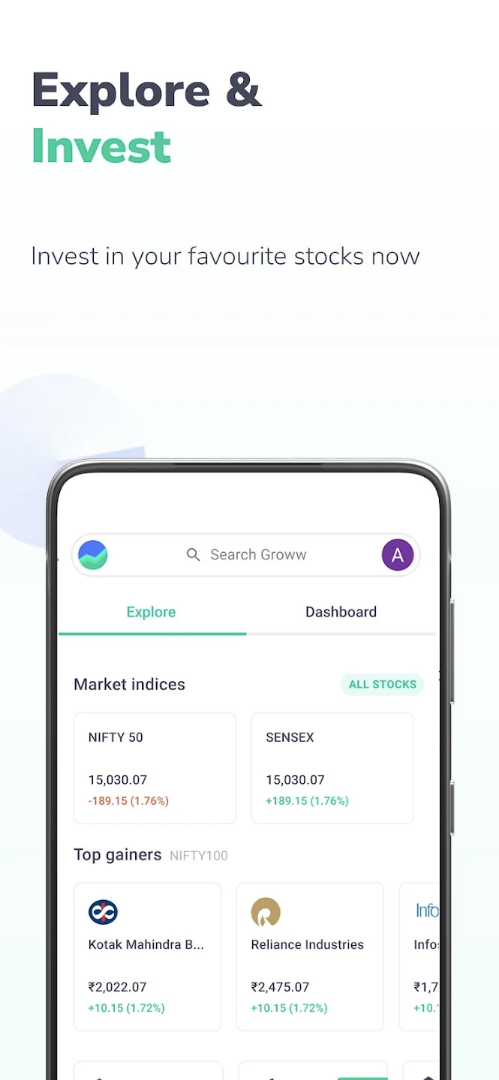 Explore &
Invest
Invest in your favourite stocks now
Search Groww
A
Explore
Dashboard
Market indices
ALL STOCKS
NIFTY 50
SENSEX
15,030.07
15,030.07
-189.15 (1.76%)
+189.15 (1.76%)
Top gainers NIFTY100
Info
Kotak Mahindra B...
Reliance Industries
Info
₹2,022.07
₹2,475.07
₹1,7
+10.15 (1.72%)
+10.15 (1.72%)
+10.